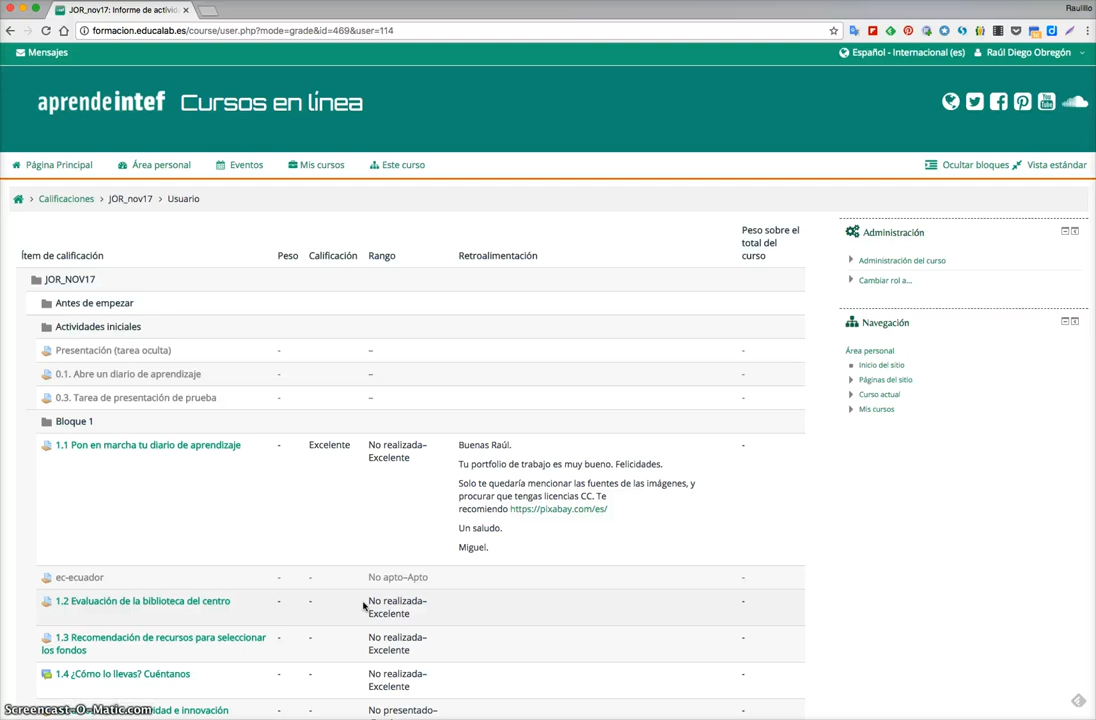 JOR_nov17: Informe de activid
Raulillo
formacion.educalab.es/course/user.php?mode=grade&id=469&user=114
Mensajes
Español - Internacional (es)
Raúl Diego Obregón
aprendeintef Cursos en línea
You Tube
Página Principal
Área personal
Eventos
Mis cursos
Este curso
Ocultar bloques
Vista estándar
Calificaciones > JOR_nov17 > Usuario
Ítem de calificación
Peso
Calificación
Rango
Retroalimentación
Peso sobre el
total del
curso
JOR_NOV17
Antes de empezar
Actividades iniciales
Presentación (tarea oculta) - – -
0.1. Abre un diario de aprendizaje - – -
0.3. Tarea de presentación de prueba - – -
Bloque 1
1.1 Pon en marcha tu diario de aprendizaje
-
Excelente
No realizada–
Excelente
Buenas Raúl.
Tu portfolio de trabajo es muy bueno. Felicidades.
Solo te quedaría mencionar las fuentes de las imágenes, y
procurar que tengas licencias CC. Te
recomiendo https://pixabay.com/es/
Un saludo.
Miguel.
-
ec-ecuador - - No apto–Apto -
1.2 Evaluación de la biblioteca del centro - - No realizada– -
Excelente
1.3 Recomendación de recursos para seleccionar - - No realizada– -
los fondos Excelente
1.4 ¿Cómo lo llevas? Cuéntanos - - No realizada– -
Excelente
idad e innovación - - No presentado– -
Administración
Administración del curso
Cambiar rol a...
Navegación
Área personal
Inicio del sitio
Páginas del sitio
Curso actual
Mis cursos
Screencast-O-Matic.com